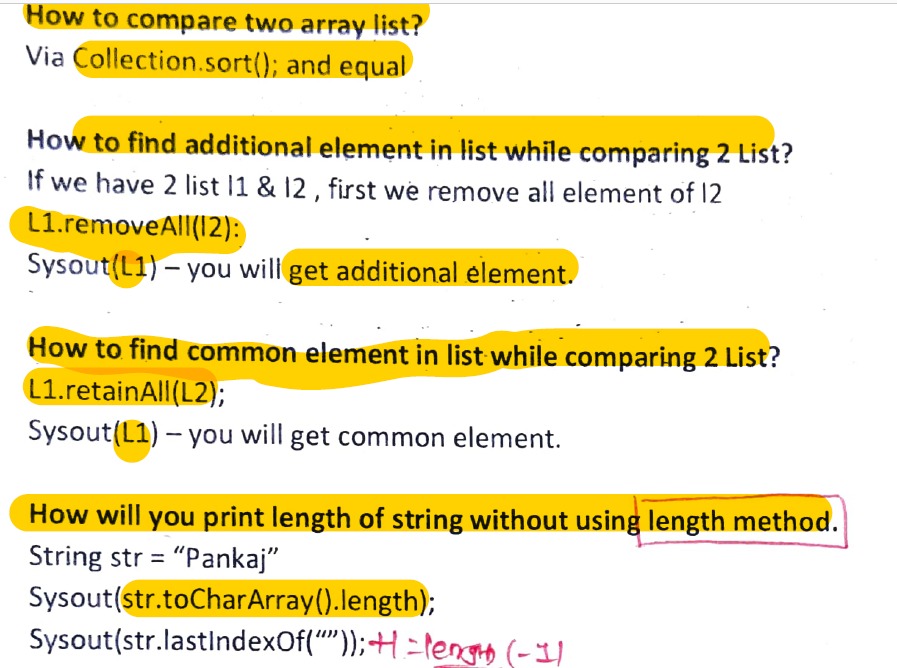 How to compare two array list?
Via Collection.sort(); and equal
How to find additional element in list while comparing 2 List?
If we have 2 list l1 & l2 , first we remove all element of l2
L1.removeAll(l2):
Sysout(L1) – you will get additional element.
How to find common element in list while comparing 2 List?
L1.retainAll(L2);
Sysout(L1) – you will get common element.
How will you print length of string without using length method.
String str = “Pankaj”
Sysout(str.toCharArray().length);
Sysout(str.lastIndexOf(“”)); = length (-1)